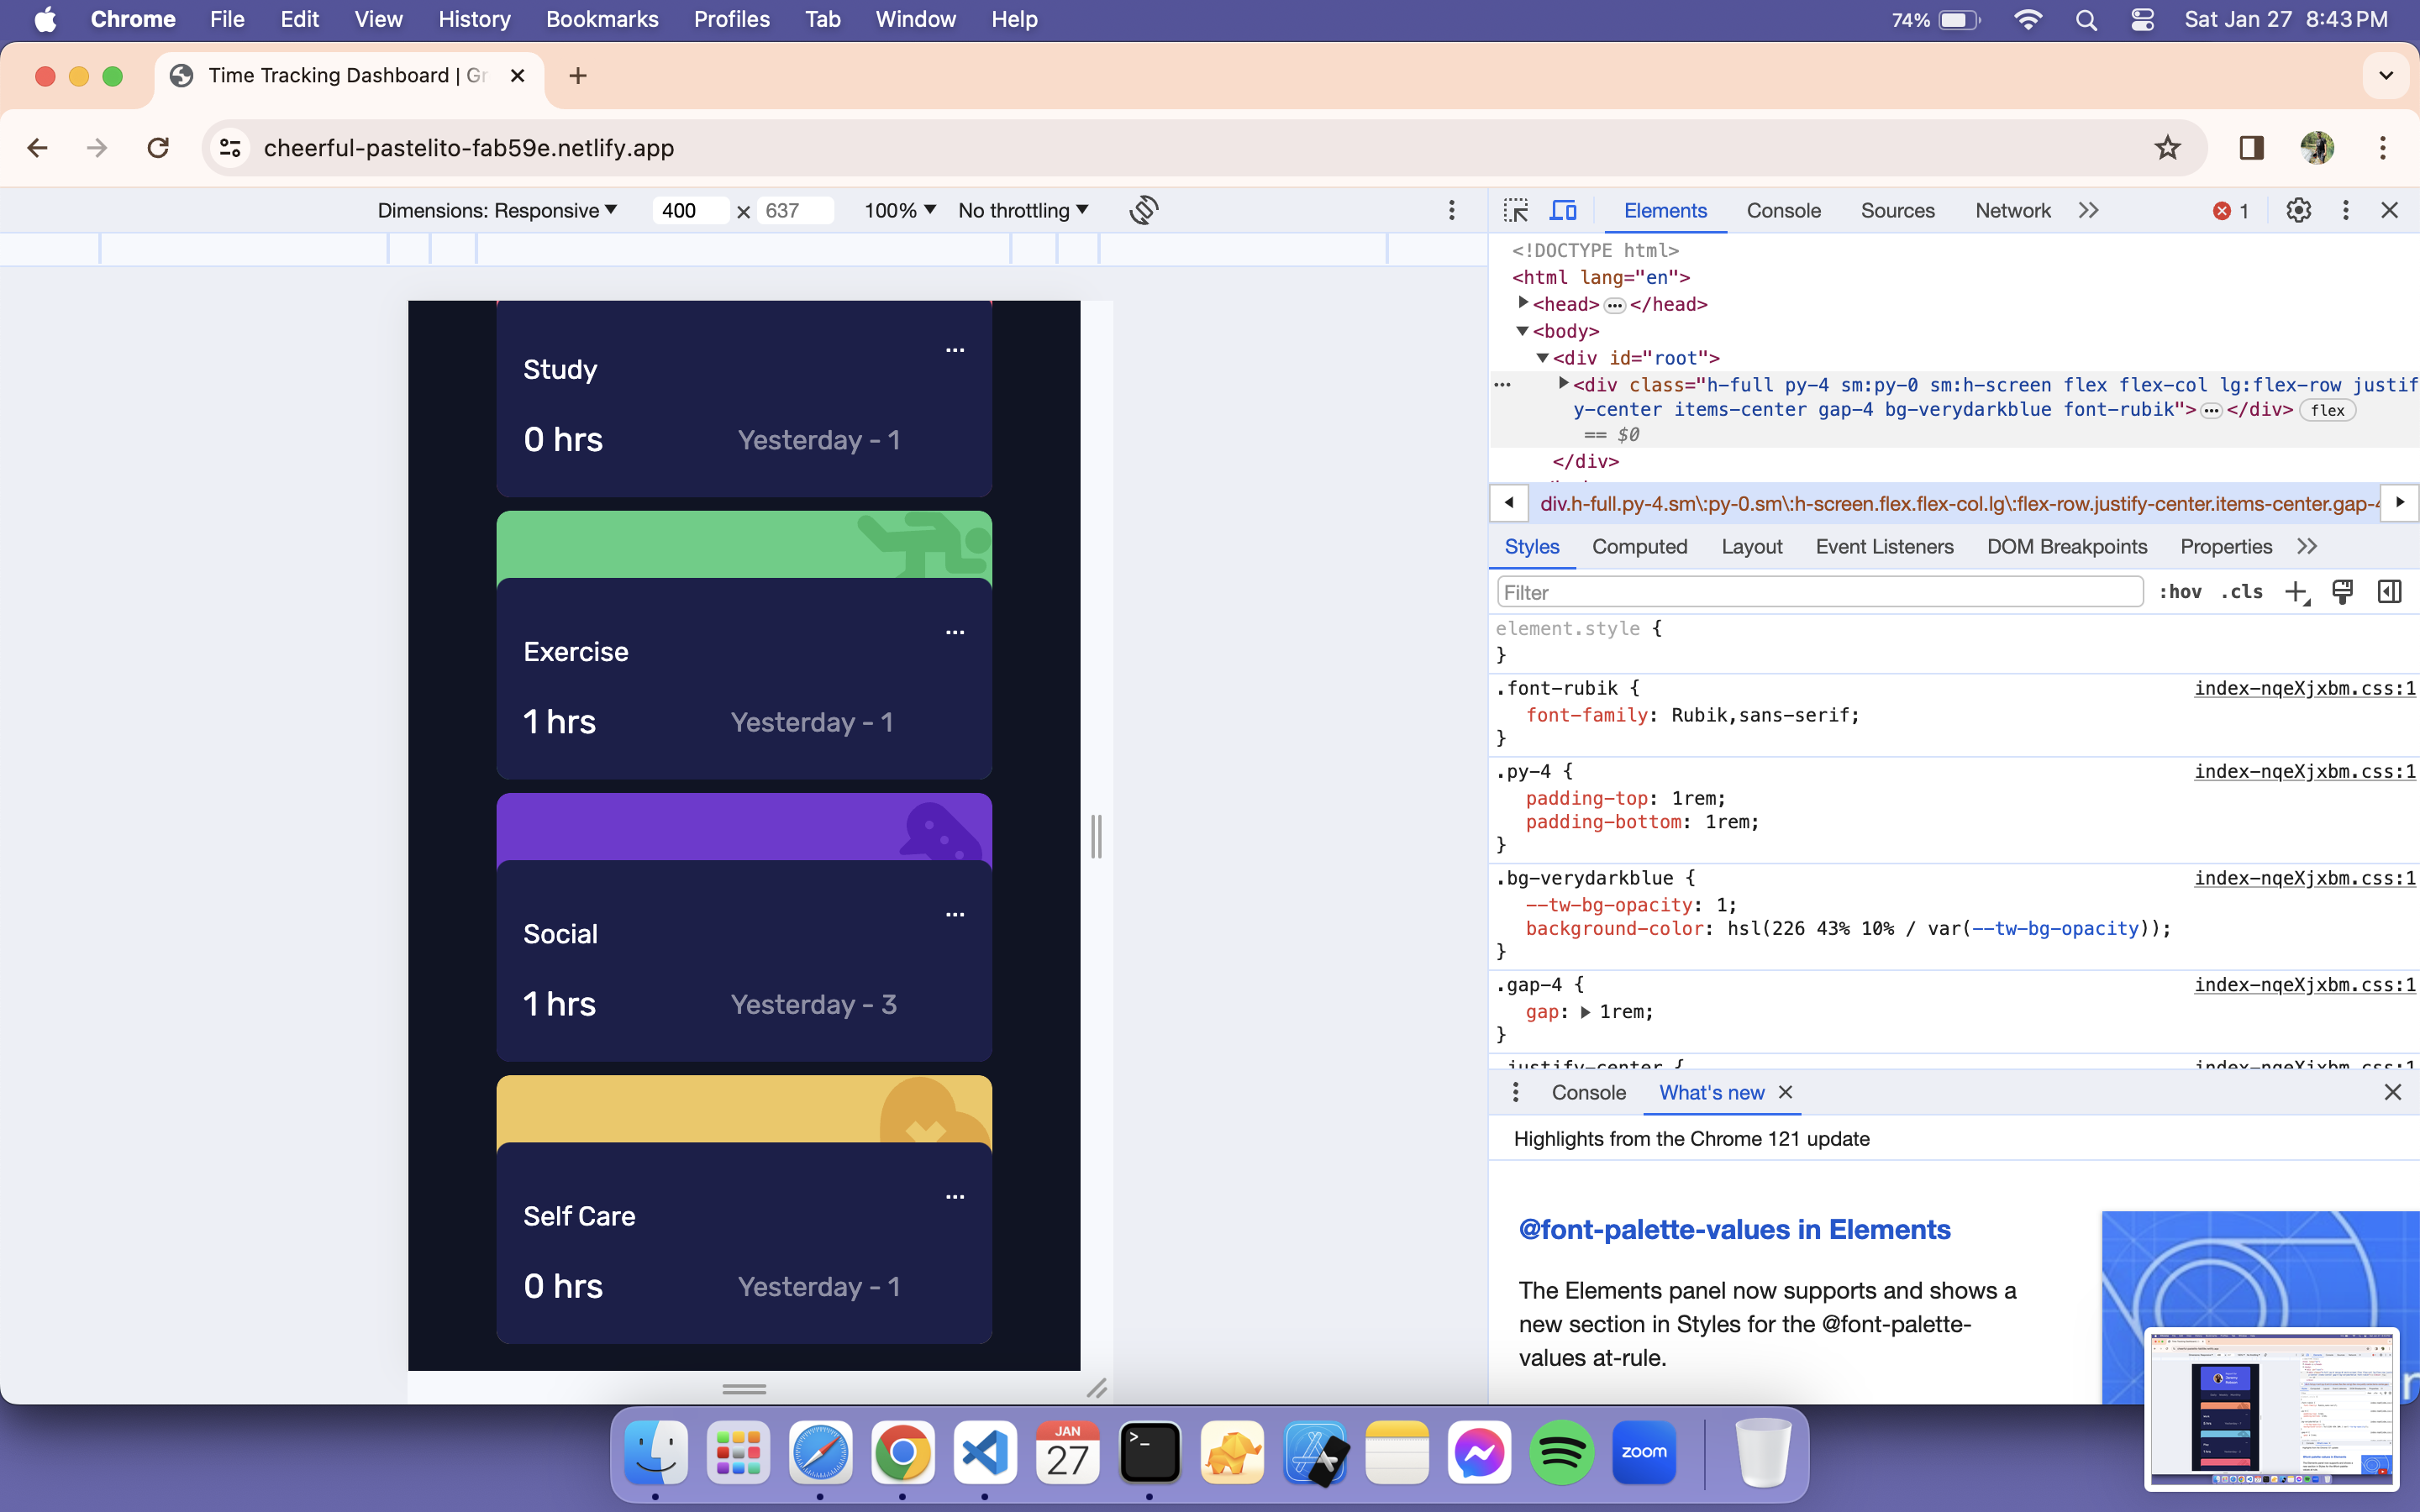 Chrome File Edit View History Bookmarks Profiles Tab Window Help 74% Sat Jan 27 8:43 PM
Time Tracking Dashboard | Gr
cheerful-pastelito-fab59e.netlify.app
Dimensions: Responsive 400 × 637 100% No throttling
Study
0 hrs Yesterday - 1
Exercise
1 hrs Yesterday - 1
Social
1 hrs Yesterday - 3
Self Care
0 hrs Yesterday - 1
Elements Console Sources Network 1
<!DOCTYPE html>
<html lang="en">
<head> ••• </head>
<body>
<div id="root">
••• <div class="h-full py-4 sm:py-0 sm:h-screen flex flex-col lg:flex-row justif
y-center items-center gap-4 bg-verydarkblue font-rubik"> ••• </div> flex
== $0
</div>
div.h-full.py-4.sm\:py-0.sm\:h-screen.flex.flex-col.lg\:flex-row.justify-center.items-center.gap-4
Styles Computed Layout Event Listeners DOM Breakpoints Properties
Filter :hov .cls
element.style {
}
.font-rubik { index-nqeXjxbm.css:1
font-family: Rubik,sans-serif;
}
.py-4 { index-nqeXjxbm.css:1
padding-top: 1rem;
padding-bottom: 1rem;
}
.bg-verydarkblue { index-nqeXjxbm.css:1
--tw-bg-opacity: 1;
background-color: hsl(226 43% 10% / var(--tw-bg-opacity));
}
.gap-4 { index-nqeXjxbm.css:1
gap: 1rem;
}
.justify-center { index-nqeXjxbm.css:1
Console What's new
Highlights from the Chrome 121 update
@font-palette-values in Elements
The Elements panel now supports and shows a
new section in Styles for the @font-palette-
values at-rule.
JAN
27
>_
zoom